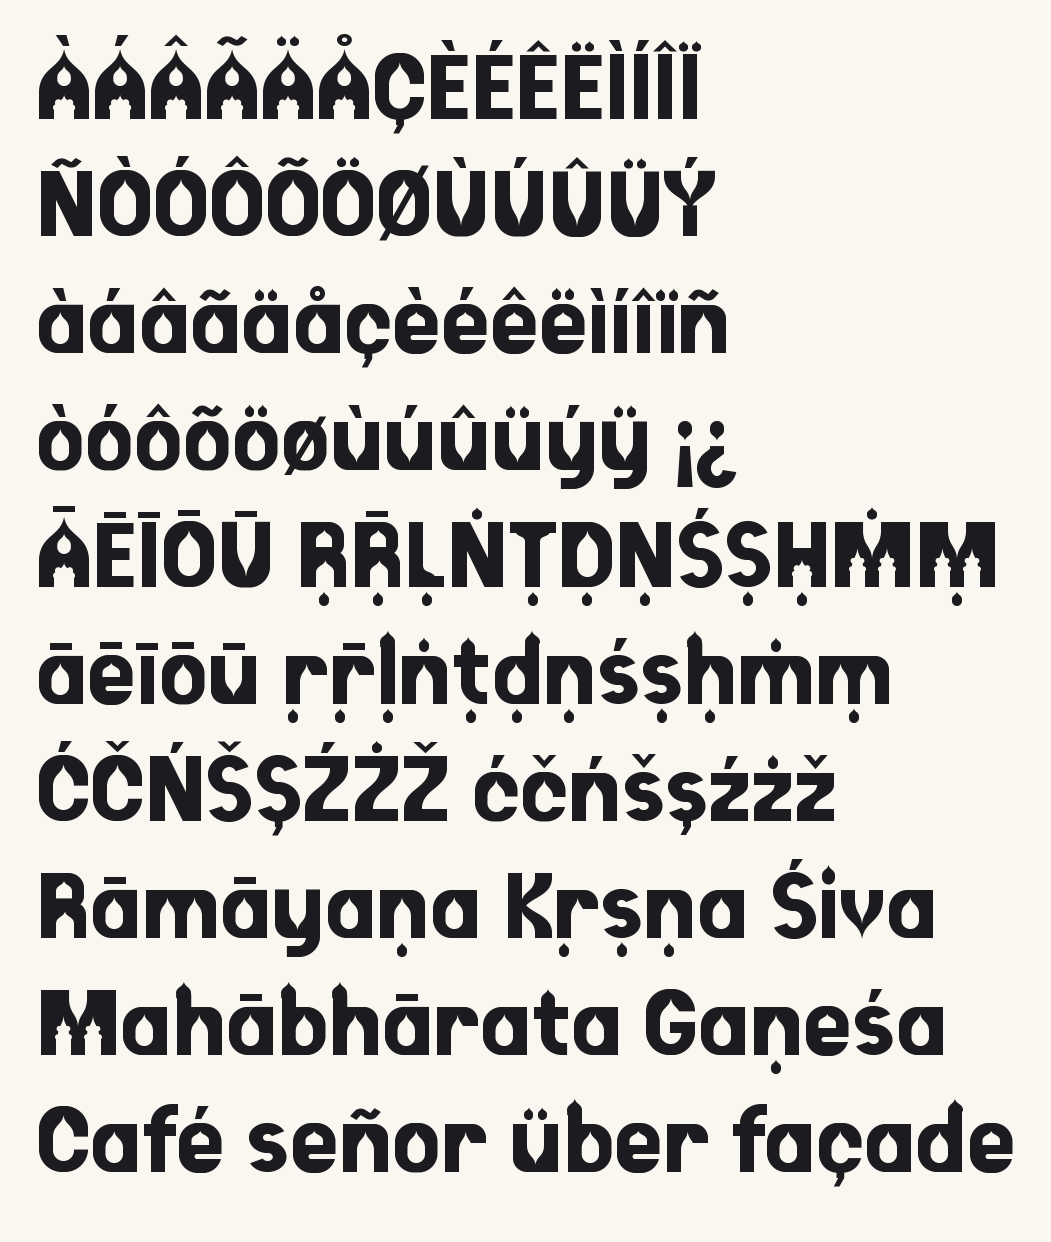 ÀÁÂÃÄÅÇÈÉÊËÌÍÎÏ
ÑÒÓÔÕÖØÙÚÛÜÝ
àáâãäåçèéêëìíîïñ
òóôõöøùúûüýÿ ¡¿
ĀĒĪŌŪ ṚṜḶṄṬḌṆŚṢḤṀṂ
āēīōū ṛṝḷṅṭḍṇśṣḥṁṃ
ĆČŃŠŞŹŻŽ ćčńšşźżž
Rāmāyaṇa Kṛṣṇa Śiva
Mahābhārata Gaṇeśa
Café señor über façade